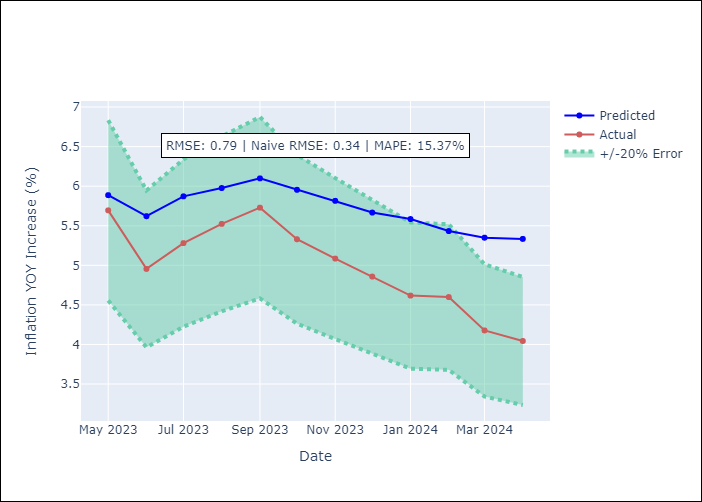 7
6.5
6
5.5
5
4.5
4
3.5
Inflation YOY Increase (%)
RMSE: 0.79 | Naive RMSE: 0.34 | MAPE: 15.37%
Predicted
Actual
+/-20% Error
May 2023 Jul 2023 Sep 2023 Nov 2023 Jan 2024 Mar 2024
Date